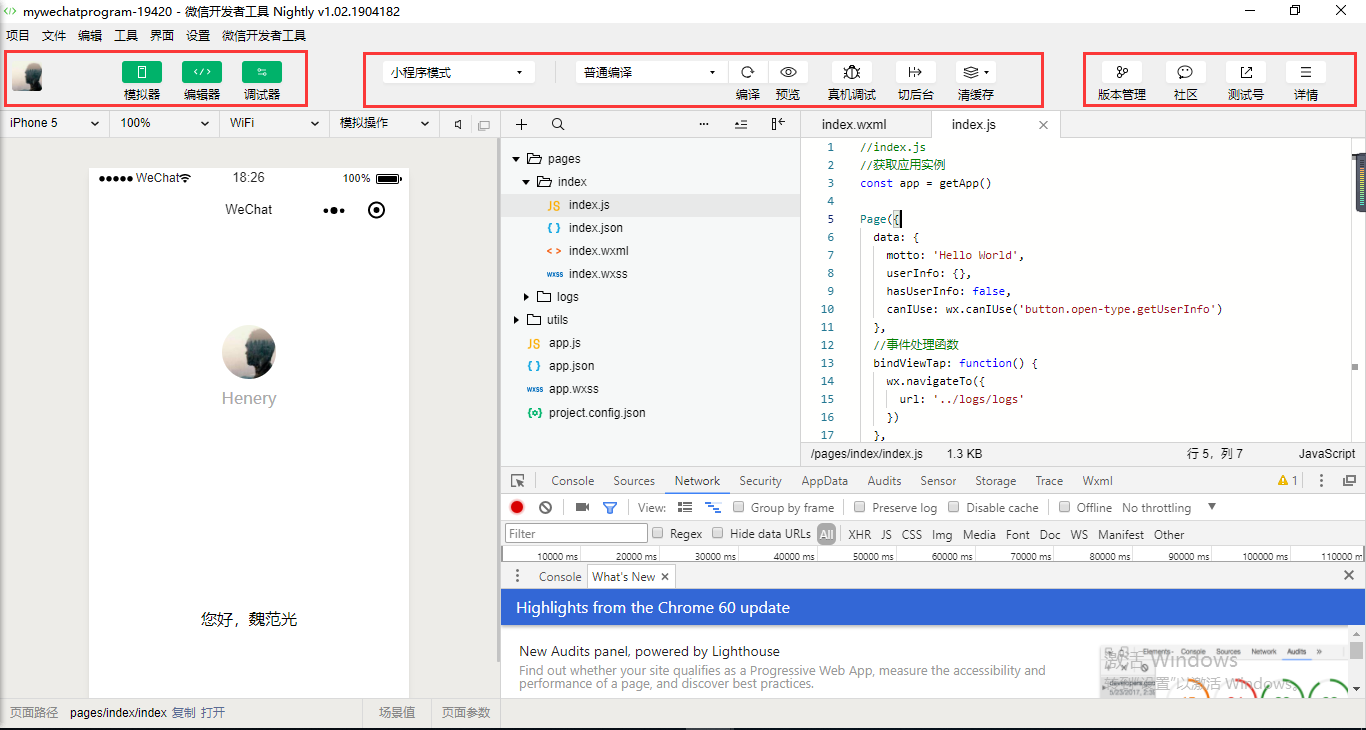 mywechatprogram-19420 - 微信开发者工具 Nightly v1.02.1904182
项目 文件 编辑 工具 界面 设置 微信开发者工具
模拟器 编辑器 调试器
小程序模式 普通编译
编译 预览 真机调试 切后台 清缓存
版本管理 社区 测试号 详情
iPhone 5 100% WiFi 模拟操作
WeChat 18:26 100%
WeChat
Henery
您好，魏范光
页面路径 pages/index/index 复制 打开 场景值 页面参数
pages
index
JS index.js
{ } index.json
< > index.wxml
wxss index.wxss
logs
utils
JS app.js
{ } app.json
wxss app.wxss
{o} project.config.json
index.wxml index.js
1 //index.js
2 //获取应用实例
3 const app = getApp()
4
5 Page({
6 data: {
7 motto: 'Hello World',
8 userInfo: {},
9 hasUserInfo: false,
10 canIUse: wx.canIUse('button.open-type.getUserInfo')
11 },
12 //事件处理函数
13 bindViewTap: function() {
14 wx.navigateTo({
15 url: '../logs/logs'
16 })
17 },
/pages/index/index.js 1.3 KB 行 5，列 7 JavaScript
Console Sources Network Security AppData Audits Sensor Storage Trace Wxml 1
View: Group by frame Preserve log Disable cache Offline No throttling
Filter Regex Hide data URLs All XHR JS CSS Img Media Font Doc WS Manifest Other
10000 ms 20000 ms 30000 ms 40000 ms 50000 ms 60000 ms 70000 ms 80000 ms 90000 ms 100000 ms 110000 m
Console What's New
Highlights from the Chrome 60 update
New Audits panel, powered by Lighthouse
Find out whether your site qualifies as a Progressive Web App, measure the accessibility and
performance of a page, and discover best practices.
Elements Console Sources Network Audits »
激活 Windows
转到"设置"以激活 Windows。